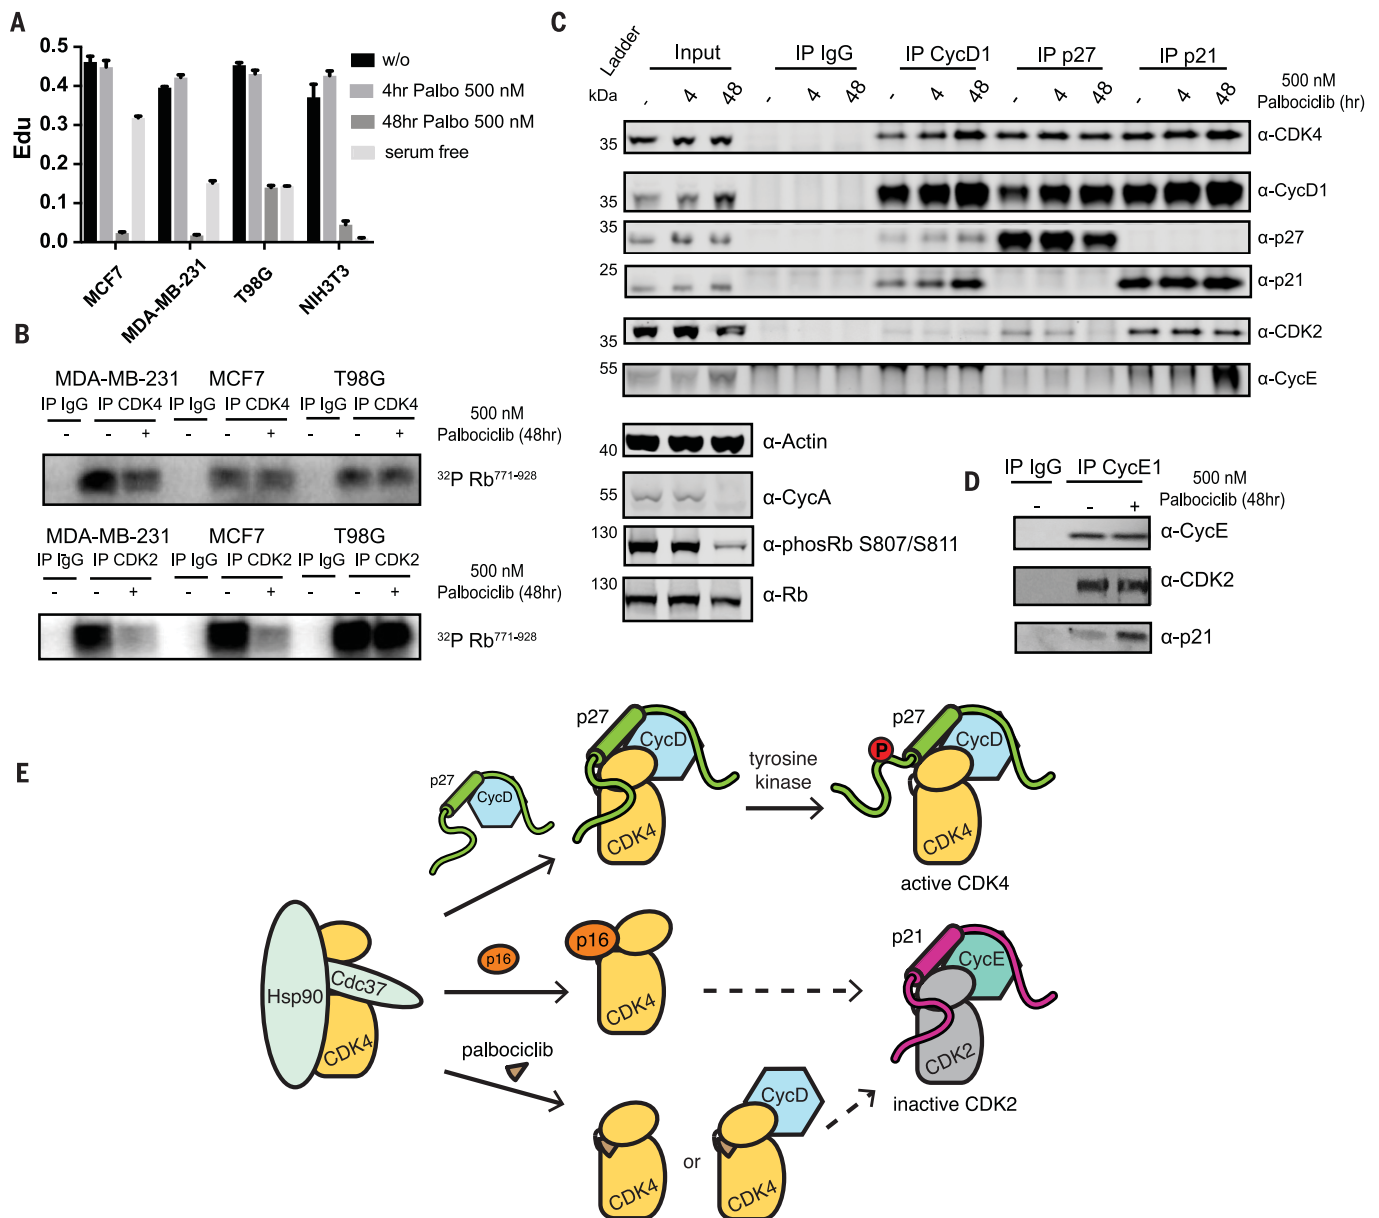 A
0.5
0.4
0.3
0.2
0.1
0.0
Edu
w/o
4hr Palbo 500 nM
48hr Palbo 500 nM
serum free
MCF7
MDA-MB-231
T98G
NIH3T3
B
MDA-MB-231 MCF7 T98G
IP IgG IP CDK4 IP IgG IP CDK4 IP IgG IP CDK4
500 nM
Palbociclib (48hr)
- - + - - + - - +
32P Rb771-928
MDA-MB-231 MCF7 T98G
IP IgG IP CDK2 IP IgG IP CDK2 IP IgG IP CDK2
500 nM
Palbociclib (48hr)
- - + - - + - - +
32P Rb771-928
C
Ladder
Input IP IgG IP CycD1 IP p27 IP p21
kDa
- 4 48 - 4 48 - 4 48 - 4 48 - 4 48
500 nM
Palbociclib (hr)
35 α-CDK4
35 α-CycD1
35 α-p27
25 α-p21
35 α-CDK2
55 α-CycE
40 α-Actin
55 α-CycA
130 α-phosRb S807/S811
130 α-Rb
D
IP IgG IP CycE1
500 nM
Palbociclib (48hr)
- - +
α-CycE
α-CDK2
α-p21
E
Hsp90
Cdc37
CDK4
p27
CycD
p27
CycD
CDK4
tyrosine
kinase
P
p27
CycD
CDK4
active CDK4
p16
p16
CDK4
p21
CycE
CDK2
inactive CDK2
palbociclib
CDK4
or
CycD
CDK4